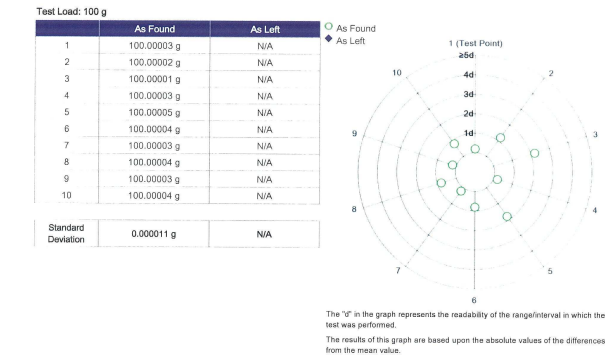 Test Load: 100 g
As Found As Left
1 100.00003 g N/A
2 100.00002 g N/A
3 100.00001 g N/A
4 100.00003 g N/A
5 100.00005 g N/A
6 100.00004 g N/A
7 100.00003 g N/A
8 100.00004 g N/A
9 100.00003 g N/A
10 100.00004 g N/A
Standard
Deviation
0.000011 g N/A
As Found
As Left
1 (Test Point)
≥5d
4d
3d
2d
1d
2
3
4
5
6
7
8
9
10
The "d" in the graph represents the readability of the range/interval in which the
test was performed.
The results of this graph are based upon the absolute values of the differences
from the mean value.